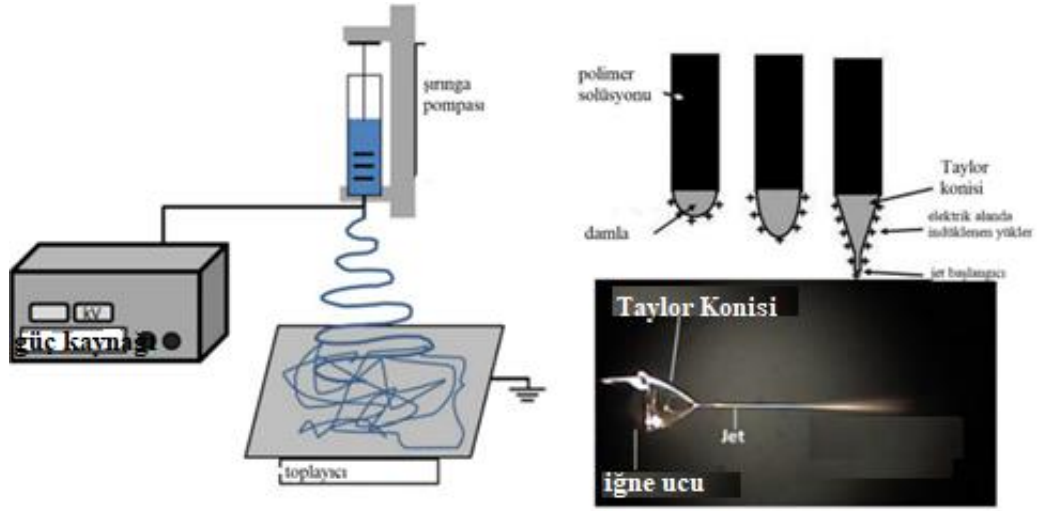 şırınga
pompası
kV
güç kaynağı
toplayıcı
polimer
solüsyonu
damla
Taylor
konisi
elektrik alanda
indüklenen yükler
jet başlangıcı
Taylor Konisi
Jet
iğne ucu